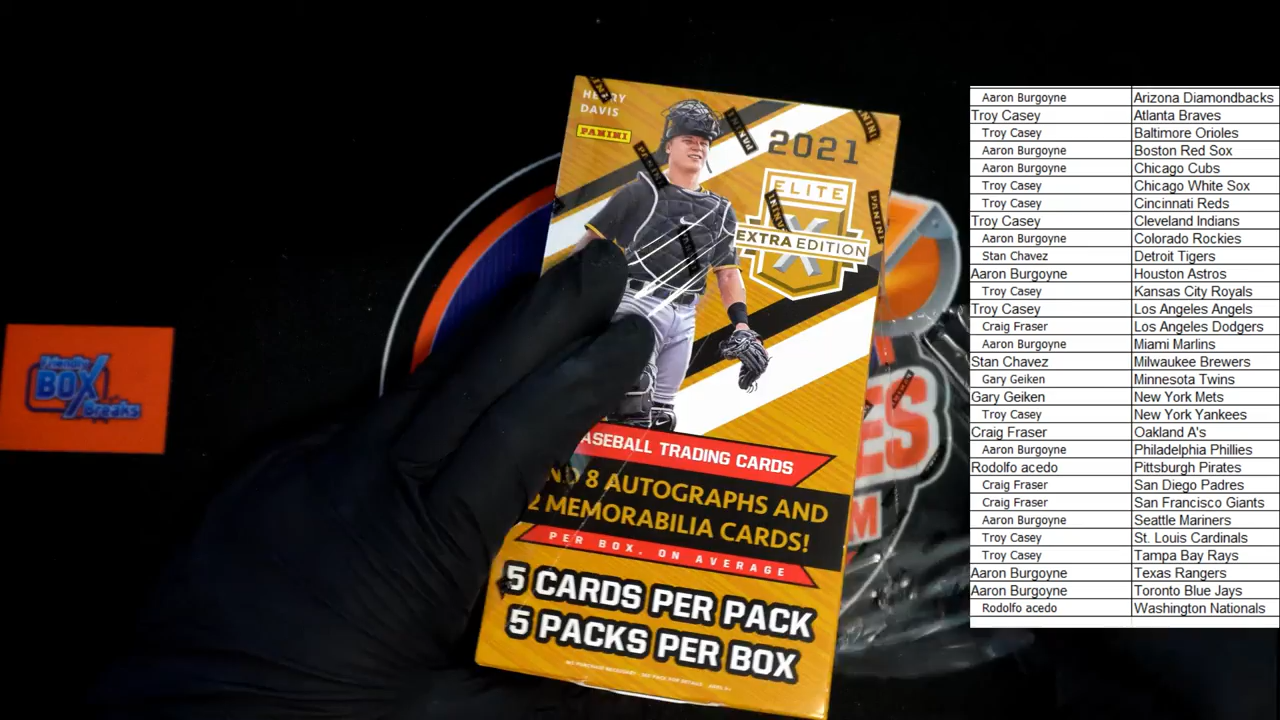 HENRY
DAVIS
PANINI
2021
ELITE
X
EXTRA EDITION
BASEBALL TRADING CARDS
FIND 8 AUTOGRAPHS AND
2 MEMORABILIA CARDS!
PER BOX, ON AVERAGE
5 CARDS PER PACK
5 PACKS PER BOX
Friendly
BOX
Breaks
ES
M
Aaron Burgoyne Arizona Diamondbacks
Troy Casey Atlanta Braves
Troy Casey Baltimore Orioles
Aaron Burgoyne Boston Red Sox
Aaron Burgoyne Chicago Cubs
Troy Casey Chicago White Sox
Troy Casey Cincinnati Reds
Troy Casey Cleveland Indians
Aaron Burgoyne Colorado Rockies
Stan Chavez Detroit Tigers
Aaron Burgoyne Houston Astros
Troy Casey Kansas City Royals
Troy Casey Los Angeles Angels
Craig Fraser Los Angeles Dodgers
Aaron Burgoyne Miami Marlins
Stan Chavez Milwaukee Brewers
Gary Geiken Minnesota Twins
Gary Geiken New York Mets
Troy Casey New York Yankees
Craig Fraser Oakland A's
Aaron Burgoyne Philadelphia Phillies
Rodolfo acedo Pittsburgh Pirates
Craig Fraser San Diego Padres
Craig Fraser San Francisco Giants
Aaron Burgoyne Seattle Mariners
Troy Casey St. Louis Cardinals
Troy Casey Tampa Bay Rays
Aaron Burgoyne Texas Rangers
Aaron Burgoyne Toronto Blue Jays
Rodolfo acedo Washington Nationals